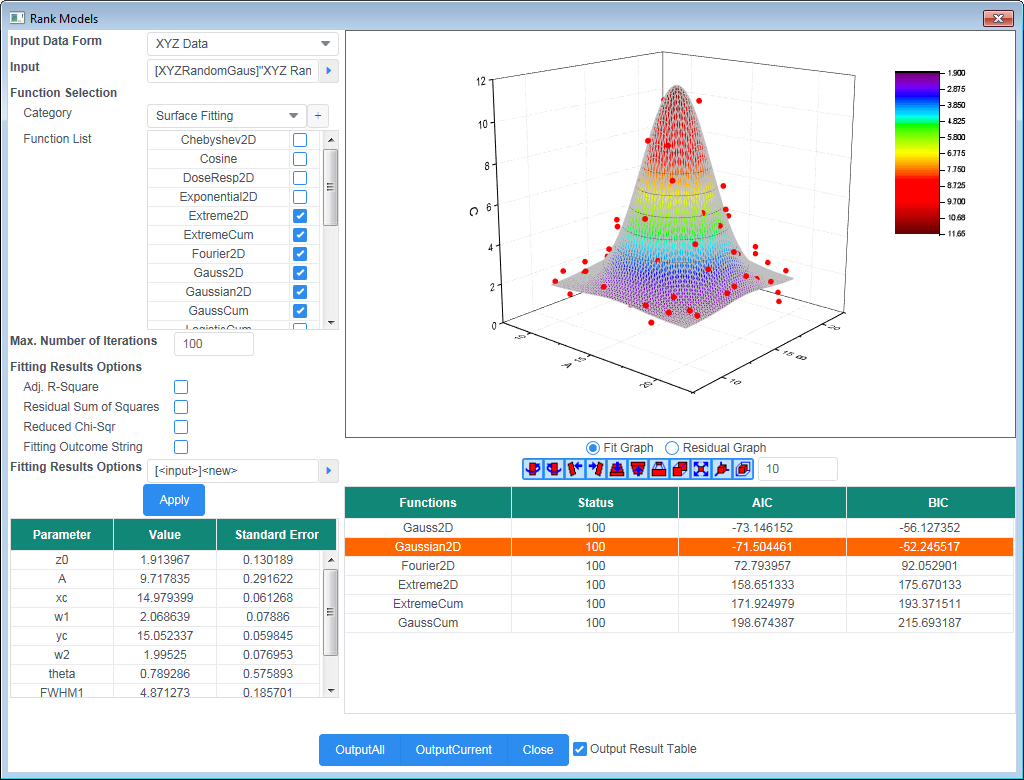 Rank Models
Input Data Form
XYZ Data
Input
[XYZRandomGaus]"XYZ Ran
Function Selection
Category
Surface Fitting
+
Function List
Chebyshev2D
Cosine
DoseResp2D
Exponential2D
Extreme2D
ExtremeCum
Fourier2D
Gauss2D
Gaussian2D
GaussCum
LogisticCum
Max. Number of Iterations
100
Fitting Results Options
Adj. R-Square
Residual Sum of Squares
Reduced Chi-Sqr
Fitting Outcome String
Fitting Results Options
[<input>]<new>
Apply
Parameter Value Standard Error
z0 1.913967 0.130189
A 9.717835 0.291622
xc 14.979399 0.061268
w1 2.068639 0.07886
yc 15.052337 0.059845
w2 1.99525 0.076953
theta 0.789286 0.575893
FWHM1 4.871273 0.185701
12
10
8
6
4
2
0
C
10
A
15
20
10
15
B
20
1.900
2.875
3.850
4.825
5.800
6.775
7.750
8.725
9.700
10.68
11.65
Fit Graph
Residual Graph
10
Functions Status AIC BIC
Gauss2D 100 -73.146152 -56.127352
Gaussian2D 100 -71.504461 -52.245517
Fourier2D 100 72.793957 92.052901
Extreme2D 100 158.651333 175.670133
ExtremeCum 100 171.924979 193.371511
GaussCum 100 198.674387 215.693187
OutputAll
OutputCurrent
Close
Output Result Table